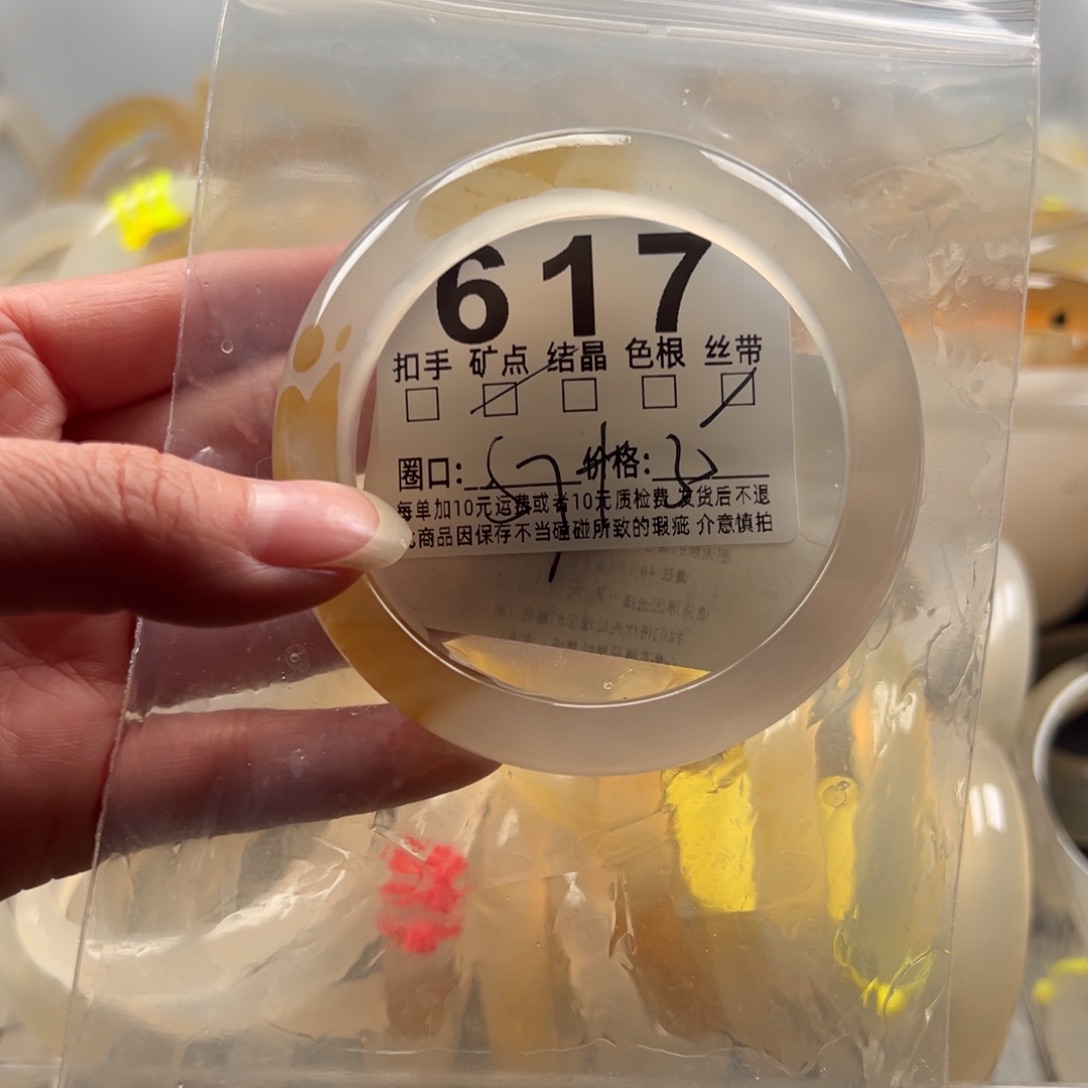 617
扣手 矿点 结晶 色根 丝带
圈口: 57 价格:
每单加10元运费或者10元质检费 发货后不退
商品因保存不当磕碰所致的瑕疵 介意慎拍